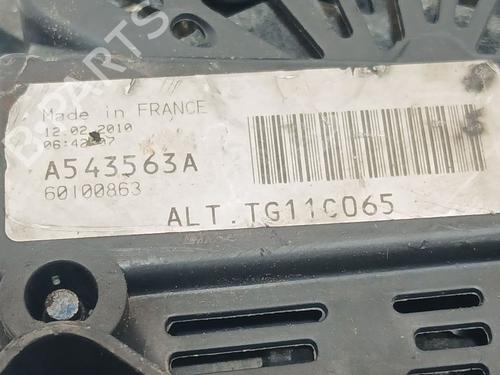 B-PARTS
Made in FRANCE
12.02.2010
06:42:07
A543563A
60100863
ALT.TG11C065